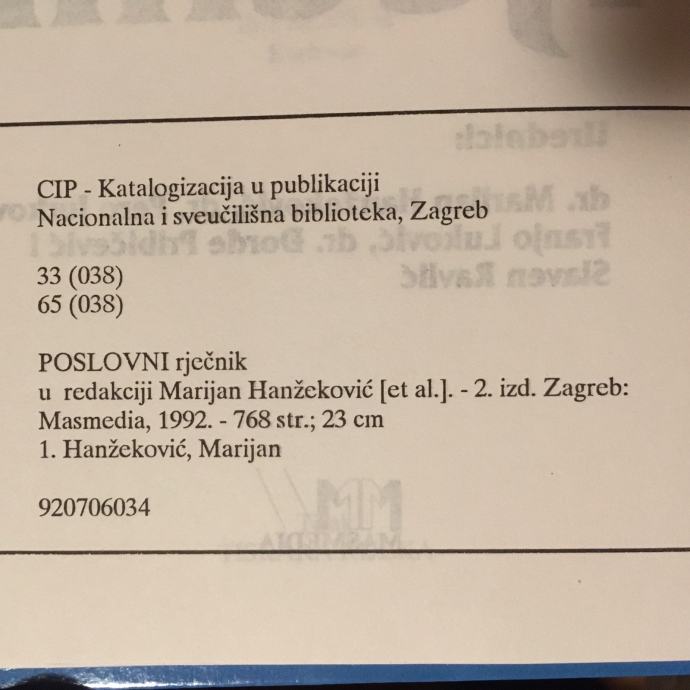 CIP - Katalogizacija u publikaciji
Nacionalna i sveučilišna biblioteka, Zagreb
33 (038)
65 (038)
POSLOVNI rječnik
u redakciji Marijan Hanžeković [et al.]. - 2. izd. Zagreb:
Masmedia, 1992. - 768 str.; 23 cm
1. Hanžeković, Marijan
920706034